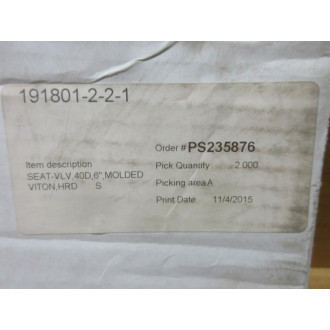 191801-2-2-1
Order # PS235876
Item description
Pick Quantity 2.000
SEAT-VLV,40D,6",MOLDED
VITON,HRD S
Picking area A
Print Date 11/4/2015